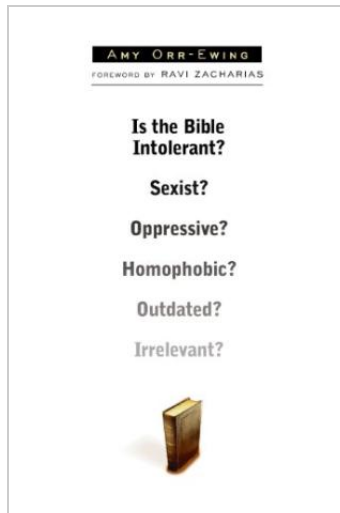 AMY ORR-EWING
FOREWORD BY RAVI ZACHARIAS
Is the Bible
Intolerant?
Sexist?
Oppressive?
Homophobic?
Outdated?
Irrelevant?